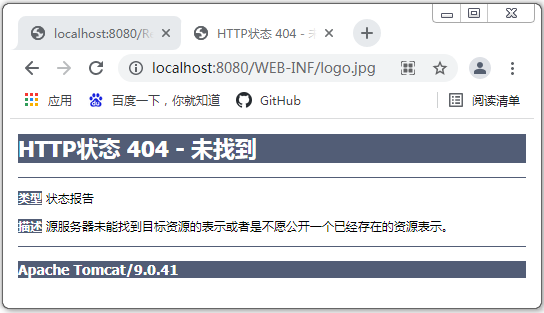 localhost:8080/Re
HTTP状态 404 - 未
localhost:8080/WEB-INF/logo.jpg
应用 百度一下，你就知道 GitHub 阅读清单
HTTP状态 404 - 未找到
类型 状态报告
描述 源服务器未能找到目标资源的表示或者是不愿公开一个已经存在的资源表示。
Apache Tomcat/9.0.41